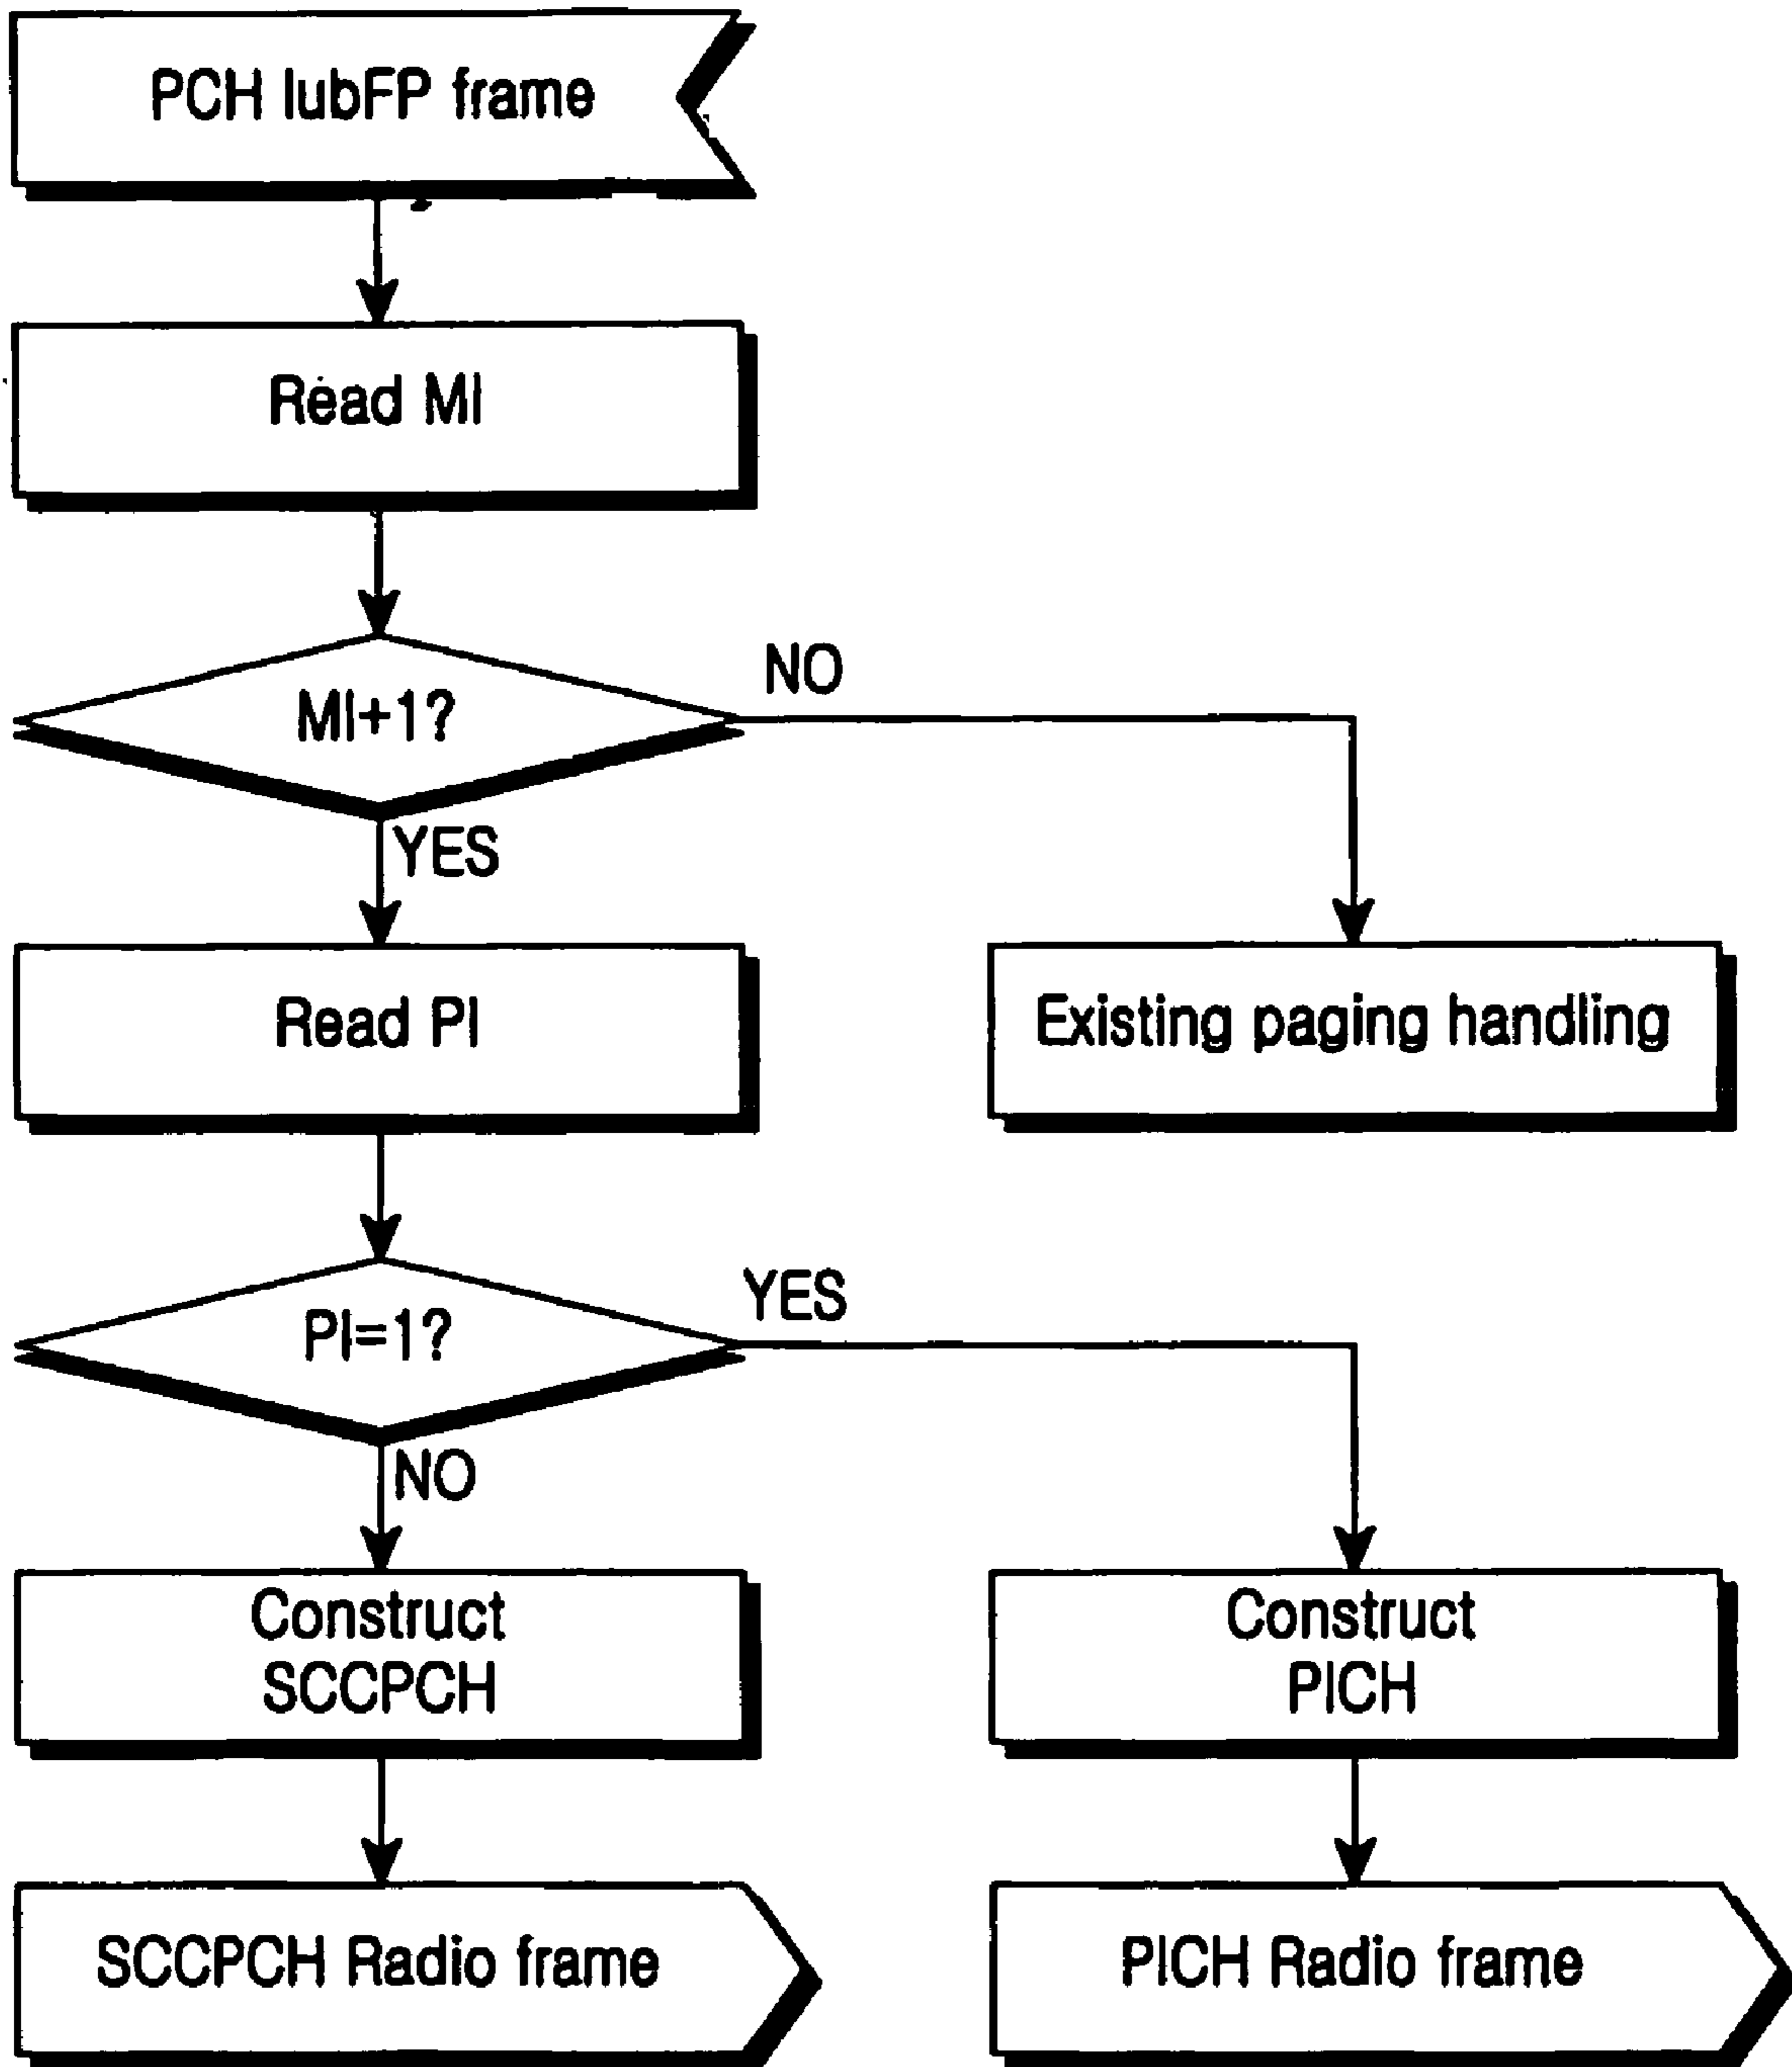 PCH IubFP frame
Read MI
MI+1?
NO
YES
Read PI
Existing paging handling
PI=1?
YES
NO
Construct
SCCPCH
Construct
PICH
SCCPCH Radio frame
PICH Radio frame